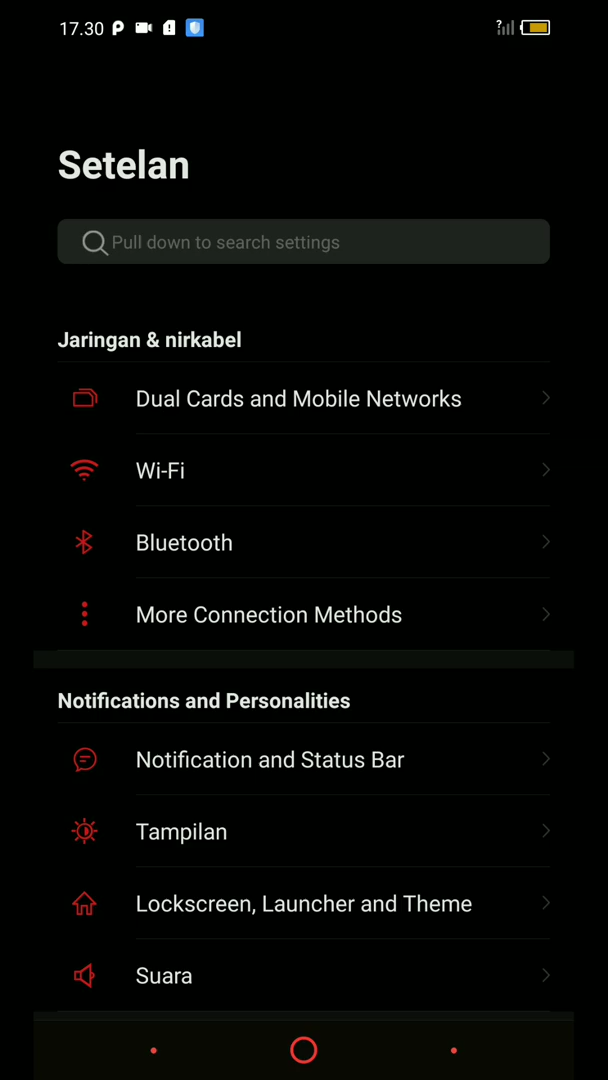 17.30
Setelan
Pull down to search settings
Jaringan & nirkabel
Dual Cards and Mobile Networks
Wi-Fi
Bluetooth
More Connection Methods
Notifications and Personalities
Notification and Status Bar
Tampilan
Lockscreen, Launcher and Theme
Suara